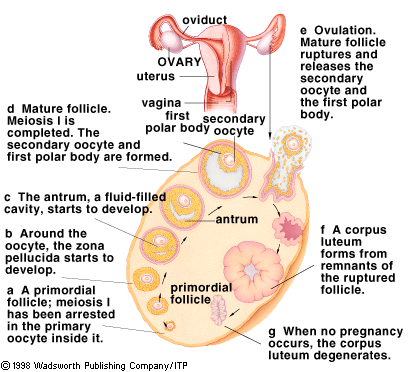 oviduct
OVARY
uterus
vagina
e  Ovulation.
Mature follicle
ruptures and
releases the
secondary
oocyte and
the first polar
body.
d  Mature follicle.
Meiosis I is
completed. The
secondary oocyte and
first polar body are formed.
first
polar body
secondary
oocyte
c  The antrum, a fluid-filled
cavity, starts to develop.
antrum
b  Around the
oocyte, the zona
pellucida starts to
develop.
a  A primordial
follicle; meiosis I
has been arrested
in the primary
oocyte inside it.
primordial
follicle
f  A corpus
luteum
forms from
remnants of
the ruptured
follicle.
g  When no pregnancy
occurs, the corpus
luteum degenerates.
© 1998 Wadsworth Publishing Company/ITP